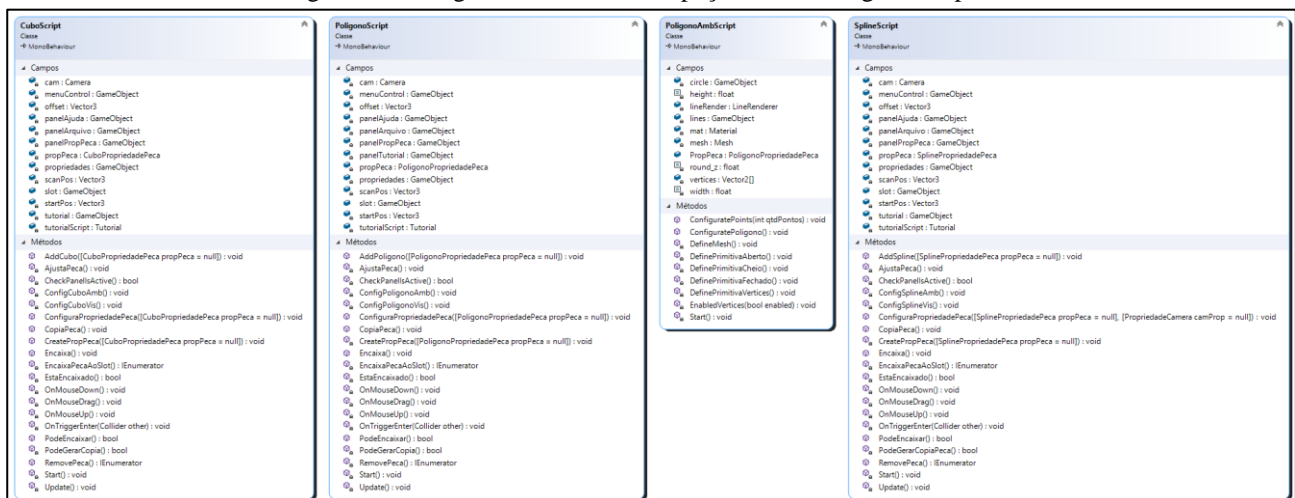 CuboScript
Classe
MonoBehaviour
Campos
cam : Camera
menuControl : GameObject
offset : Vector3
panelAjuda : GameObject
panelArquivo : GameObject
panelPropPeca : GameObject
propPeca : CuboPropriedadePeca
propriedades : GameObject
scanPos : Vector3
slot : GameObject
startPos : Vector3
tutorial : GameObject
tutorialScript : Tutorial
Métodos
AddCubo([CuboPropriedadePeca propPeca = null]) : void
AjustaPeca() : void
CheckPanelIsActive() : bool
ConfigCuboAmb() : void
ConfigCuboVis() : void
ConfiguraPropriedadePeca([CuboPropriedadePeca propPeca = null]) : void
CopiaPeca() : void
CreatePropPeca([CuboPropriedadePeca propPeca = null]) : void
Encaixa() : void
EncaixaPecaAoSlot() : IEnumerator
EstaEncaixado() : bool
OnMouseDown() : void
OnMouseDrag() : void
OnMouseUp() : void
OnTriggerEnter(Collider other) : void
PodeEncaixar() : bool
PodeGerarCopia() : bool
RemovePeca() : IEnumerator
Start() : void
Update() : void
PoligonoScript
Classe
MonoBehaviour
Campos
cam : Camera
menuControl : GameObject
offset : Vector3
panelAjuda : GameObject
panelArquivo : GameObject
panelPropPeca : GameObject
panelTutorial : GameObject
propPeca : PoligonoPropriedadePeca
propriedades : GameObject
scanPos : Vector3
slot : GameObject
startPos : Vector3
tutorialScript : Tutorial
Métodos
AddPoligono([PoligonoPropriedadePeca propPeca = null]) : void
AjustaPeca() : void
CheckPanelIsActive() : bool
ConfigPoligonoAmb() : void
ConfigPoligonoVis() : void
ConfiguraPropriedadePeca([PoligonoPropriedadePeca propPeca = null]) : void
CopiaPeca() : void
CreatePropPeca([PoligonoPropriedadePeca propPeca = null]) : void
Encaixa() : void
EncaixaPecaAoSlot() : IEnumerator
EstaEncaixado() : bool
OnMouseDown() : void
OnMouseDrag() : void
OnMouseUp() : void
OnTriggerEnter(Collider other) : void
PodeEncaixar() : bool
PodeGerarCopia() : bool
RemovePeca() : IEnumerator
Start() : void
Update() : void
PoligonoAmbScript
Classe
MonoBehaviour
Campos
circle : GameObject
height : float
lineRender : LineRenderer
lines : GameObject
mat : Material
mesh : Mesh
PropPeca : PoligonoPropriedadePeca
round_z : float
vertices : Vector2[]
width : float
Métodos
ConfiguratePoints(int qtdPontos) : void
ConfiguratePoligono() : void
DefineMesh() : void
DefinePrimitivaAberto() : void
DefinePrimitivaCheio() : void
DefinePrimitivaFechado() : void
DefinePrimitivaVertices() : void
EnabledVertices(bool enabled) : void
Start() : void
SplineScript
Classe
MonoBehaviour
Campos
cam : Camera
menuControl : GameObject
offset : Vector3
panelAjuda : GameObject
panelArquivo : GameObject
panelPropPeca : GameObject
propPeca : SplinePropriedadePeca
propriedades : GameObject
scanPos : Vector3
slot : GameObject
startPos : Vector3
tutorial : GameObject
tutorialScript : Tutorial
Métodos
AddSpline([SplinePropriedadePeca propPeca = null]) : void
AjustaPeca() : void
CheckPanelIsActive() : bool
ConfigSplineAmb() : void
ConfigSplineVis() : void
ConfiguraPropriedadePeca([SplinePropriedadePeca propPeca = null], [PropriedadeCamera camProp = null]) : void
CopiaPeca() : void
CreatePropPeca([SplinePropriedadePeca propPeca = null]) : void
Encaixa() : void
EncaixaPecaAoSlot() : IEnumerator
EstaEncaixado() : bool
OnMouseDown() : void
OnMouseDrag() : void
OnMouseUp() : void
OnTriggerEnter(Collider other) : void
PodeEncaixar() : bool
PodeGerarCopiaPeca() : bool
RemovePeca() : IEnumerator
Start() : void
Update() : void